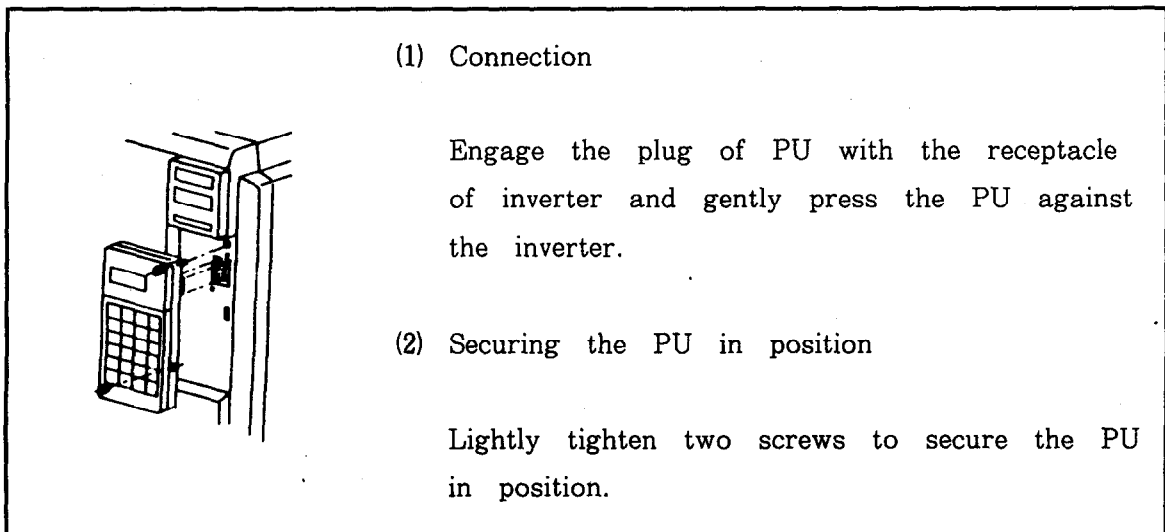 (1) Connection
Engage the plug of PU with the receptacle
of inverter and gently press the PU against
the inverter.
(2) Securing the PU in position
Lightly tighten two screws to secure the PU
in position.